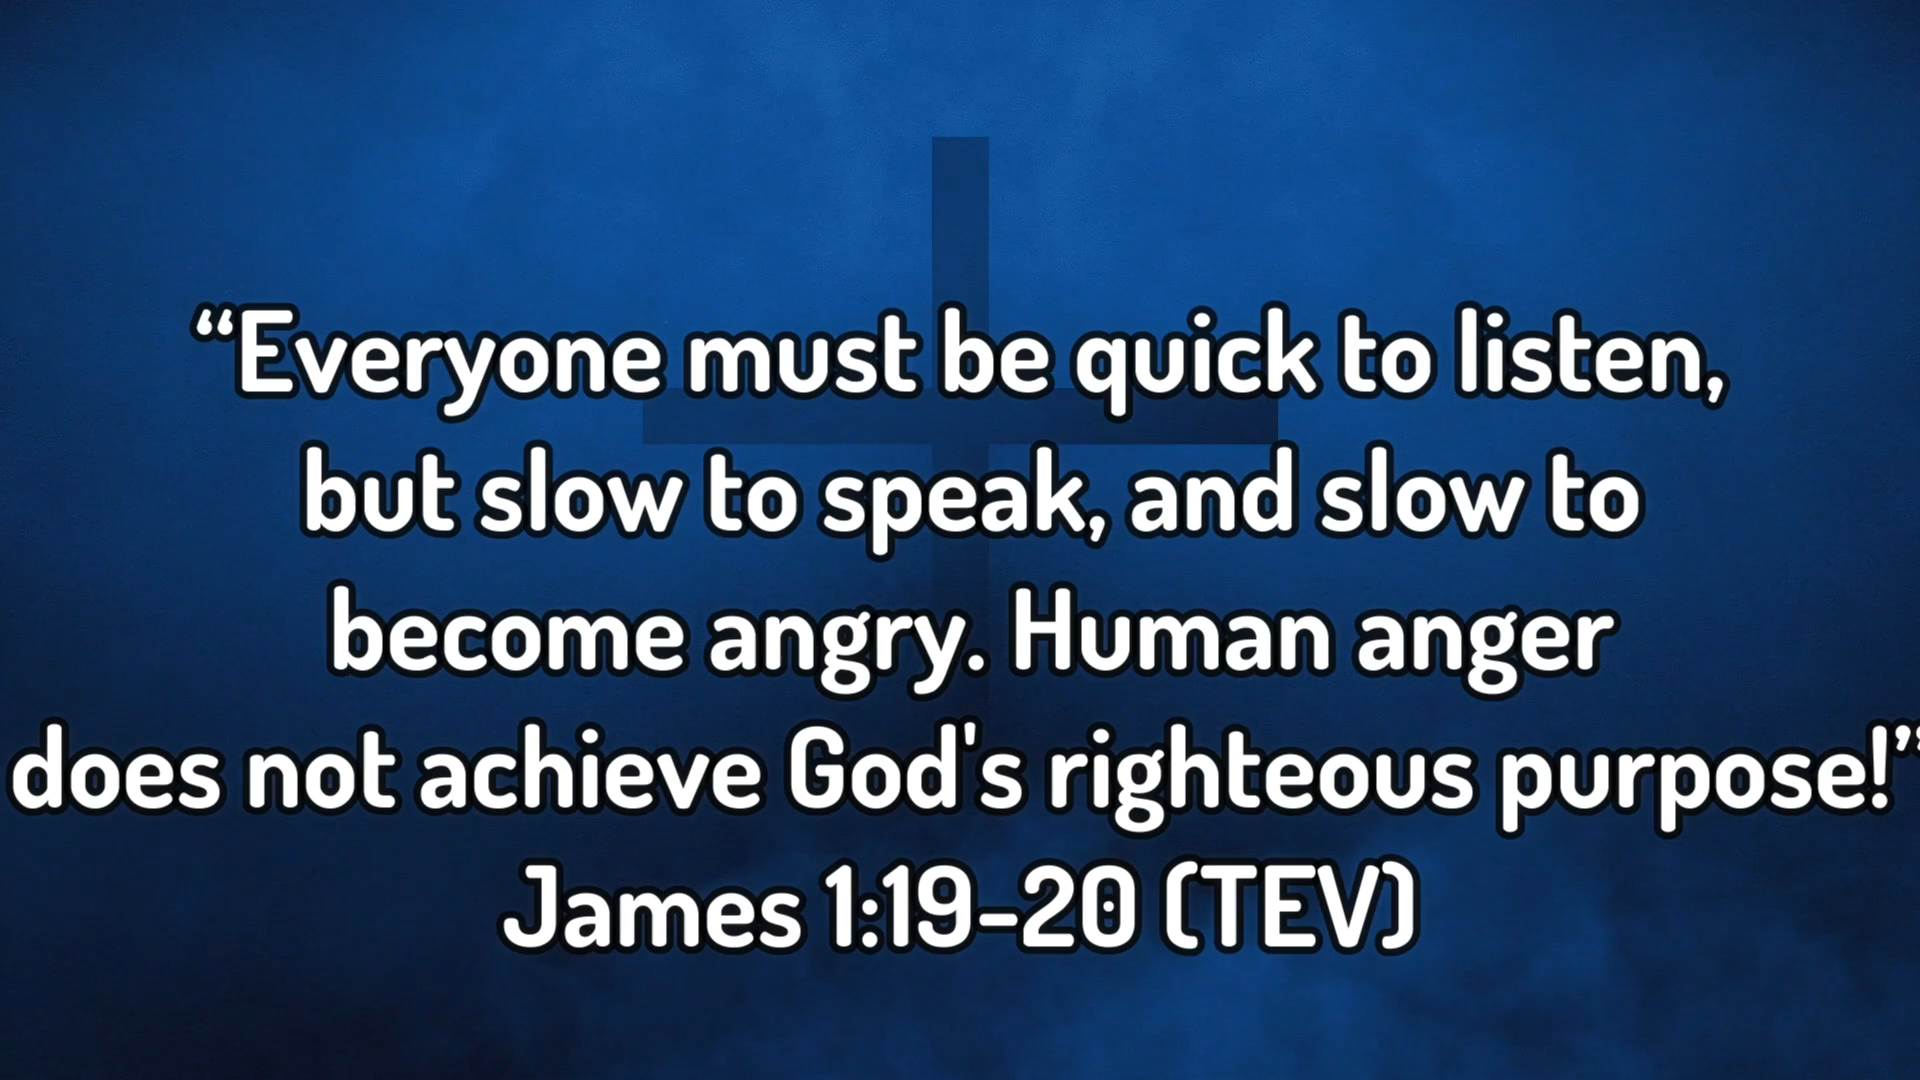 “Everyone must be quick to listen,
but slow to speak, and slow to
become angry. Human anger
does not achieve God's righteous purpose!”
James 1:19-20 (TEV)